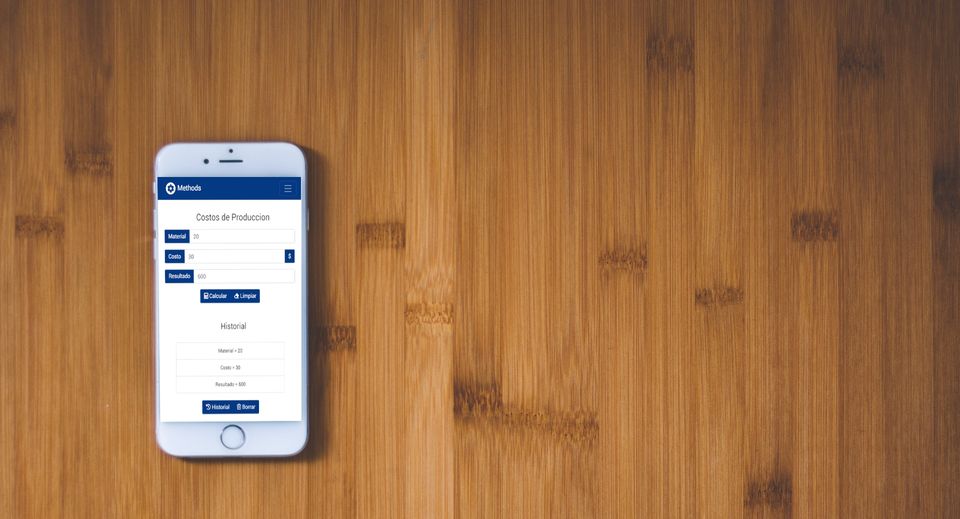 Methods
Costos de Produccion
Material 20
Costo 30 $
Resultado 600
Calcular Limpiar
Historial
Material = 20
Costo = 30
Resultado = 600
Historial Borrar